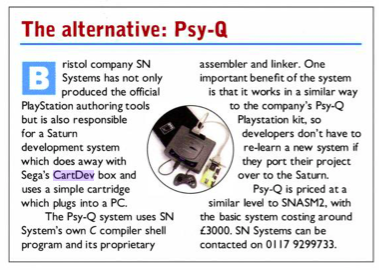 The alternative: Psy-Q
Bristol company SN
Systems has not only
produced the official
PlayStation authoring tools
but is also responsible
for a Saturn
development system
which does away with
Sega's CartDev box and
uses a simple cartridge
which plugs into a PC.
The Psy-Q system uses SN
System's own C compiler shell
program and its proprietary
assembler and linker. One
important benefit of the system
is that it works in a similar way
to the company's Psy-Q
Playstation kit, so
developers don't have to
re-learn a new system if
they port their project
over to the Saturn.
Psy-Q is priced at a
similar level to SNASM2, with
the basic system costing around
£3000. SN Systems can be
contacted on 0117 9299733.